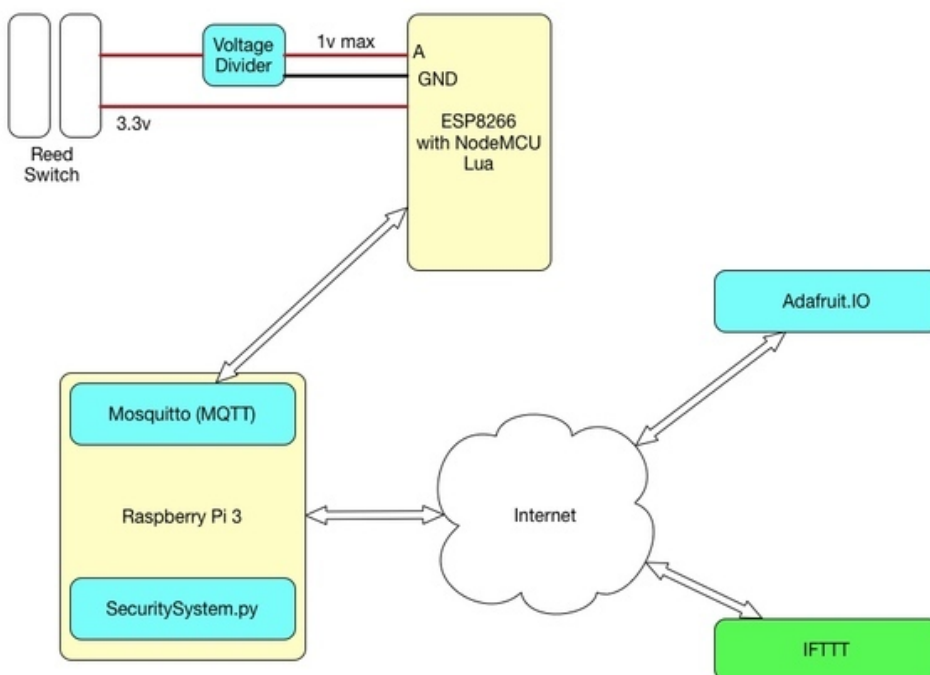 Voltage
Divider
1v max
A
GND
3.3v
Reed
Switch
ESP8266
with NodeMCU
Lua
Adafruit.IO
Mosquitto (MQTT)
Raspberry Pi 3
Internet
SecuritySystem.py
IFTTT